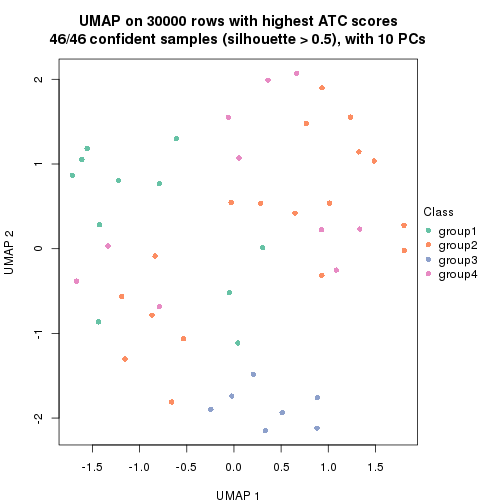 UMAP on 30000 rows with highest ATC scores
46/46 confident samples (silhouette > 0.5), with 10 PCs
2
1
0
-1
-2
UMAP 2
-1.5
-1.0
-0.5
0.0
0.5
1.0
1.5
UMAP 1
Class
group1
group2
group3
group4